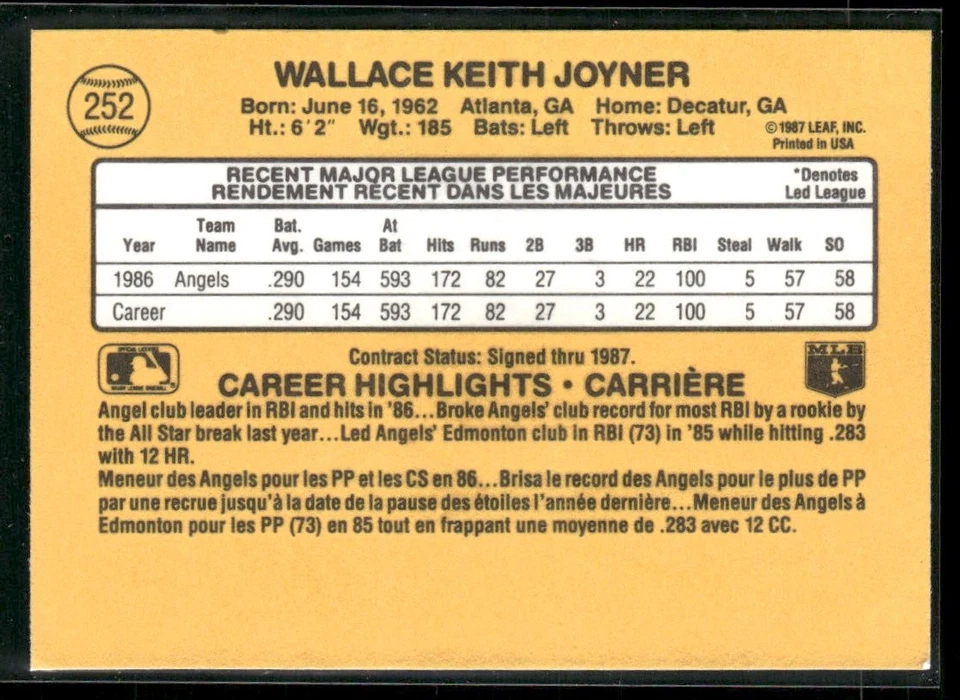 252
WALLACE KEITH JOYNER
Born: June 16, 1962 Atlanta, GA Home: Decatur, GA
Ht.: 6'2" Wgt.: 185 Bats: Left Throws: Left
©1987 LEAF, INC.
Printed in USA
RECENT MAJOR LEAGUE PERFORMANCE
RENDEMENT RÉCENT DANS LES MAJEURES
*Denotes
Led League
Year Team Name Bat. Avg. Games At Bat Hits Runs 2B 3B HR RBI Steal Walk SO
1986 Angels .290 154 593 172 82 27 3 22 100 5 57 58
Career .290 154 593 172 82 27 3 22 100 5 57 58
Contract Status: Signed thru 1987.
MLB
CAREER HIGHLIGHTS • CARRIÈRE
Angel club leader in RBI and hits in '86...Broke Angels' club record for most RBI by a rookie by
the All Star break last year...Led Angels' Edmonton club in RBI (73) in '85 while hitting .283
with 12 HR.
Meneur des Angels pour les PP et les CS en 86...Brisa le record des Angels pour le plus de PP
par une recrue jusqu'à la date de la pause des étoiles l'année dernière...Meneur des Angels à
Edmonton pour les PP (73) en 85 tout en frappant une moyenne de .283 avec 12 CC.